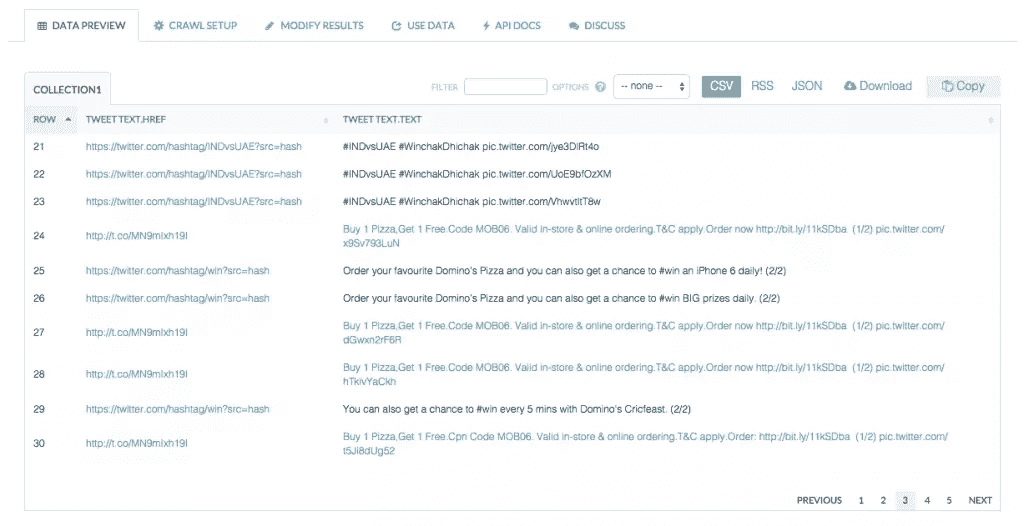 DATA PREVIEW CRAWL SETUP MODIFY RESULTS USE DATA API DOCS DISCUSS
COLLECTION1 FILTER OPTIONS ? -- none -- CSV RSS JSON Download Copy
ROW TWEET TEXT.HREF TWEET TEXT.TEXT
21 https://twitter.com/hashtag/INDvsUAE?src=hash #INDvsUAE #WinchakDhichak pic.twitter.com/jye3DlRt4o
22 https://twitter.com/hashtag/INDvsUAE?src=hash #INDvsUAE #WinchakDhichak pic.twitter.com/UoE9bfOzXM
23 https://twitter.com/hashtag/INDvsUAE?src=hash #INDvsUAE #WinchakDhichak pic.twitter.com/VhwvtltT8w
24 http://t.co/MN9mIxh19I Buy 1 Pizza,Get 1 Free.Code MOB06. Valid in-store & online ordering.T&C apply.Order now http://bit.ly/11kSDba (1/2) pic.twitter.com/
x9Sv793LuN
25 https://twitter.com/hashtag/win?src=hash Order your favourite Domino's Pizza and you can also get a chance to #win an iPhone 6 daily! (2/2)
26 https://twitter.com/hashtag/win?src=hash Order your favourite Domino's Pizza and you can also get a chance to #win BIG prizes daily. (2/2)
27 http://t.co/MN9mIxh19I Buy 1 Pizza,Get 1 Free.Code MOB06. Valid in-store & online ordering.T&C apply.Order now http://bit.ly/11kSDba (1/2) pic.twitter.com/
dGwxn2rF6R
28 http://t.co/MN9mIxh19I Buy 1 Pizza,Get 1 Free.Code MOB06. Valid in-store & online ordering.T&C apply.Order now http://bit.ly/11kSDba (1/2) pic.twitter.com/
hTkivYaCkh
29 https://twitter.com/hashtag/win?src=hash You can also get a chance to #win every 5 mins with Domino's Cricfeast. (2/2)
30 http://t.co/MN9mIxh19I Buy 1 Pizza,Get 1 Free.Cpn Code MOB06. Valid in-store & online ordering.T&C apply.Order: http://bit.ly/11kSDba (1/2) pic.twitter.com/
t5Ji8dUg52
PREVIOUS 1 2 3 4 5 NEXT